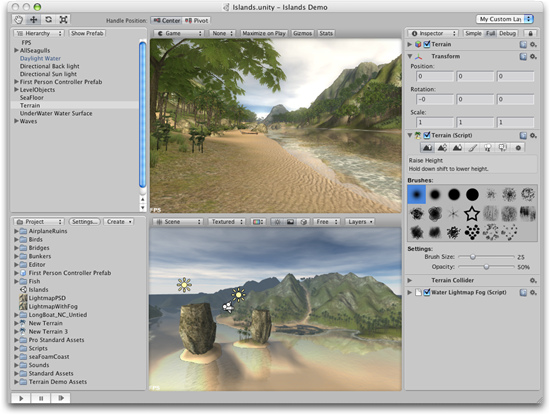 Islands.unity – Islands Demo
Handle Position: Center Pivot
My Custom Lay
Hierarchy Show Prefab
FPS
AllSeagulls
Daylight Water
Directional Back light
Directional Sun light
First Person Controller Prefab
LevelObjects
SeaFloor
Terrain
UnderWater Water Surface
Waves
Game None Maximize on Play Gizmos Stats
FPS
Project Settings... Create
AirplaneRuins
Birds
Bridges
Bunkers
Editor
First Person Controller Prefab
Fish
Islands
LightmapPSD
LightmapWithFog
LongBoat_NC_Untied
New Terrain
New Terrain 3
Pro Standard Assets
Scripts
seaFoamCoast
Sounds
Standard Assets
Terrain Demo Assets
Scene Textured Free Layers
FPS
Inspector Simple Full Debug
Terrain
Transform
Position:
0 0 0
Rotation:
-0 0 0
Scale:
1 1 1
Terrain (Script)
Raise Height
Hold down shift to lower height.
Brushes:
Settings:
Brush Size: 25
Opacity: 50%
Terrain Collider
Water Lightmap Fog (Script)